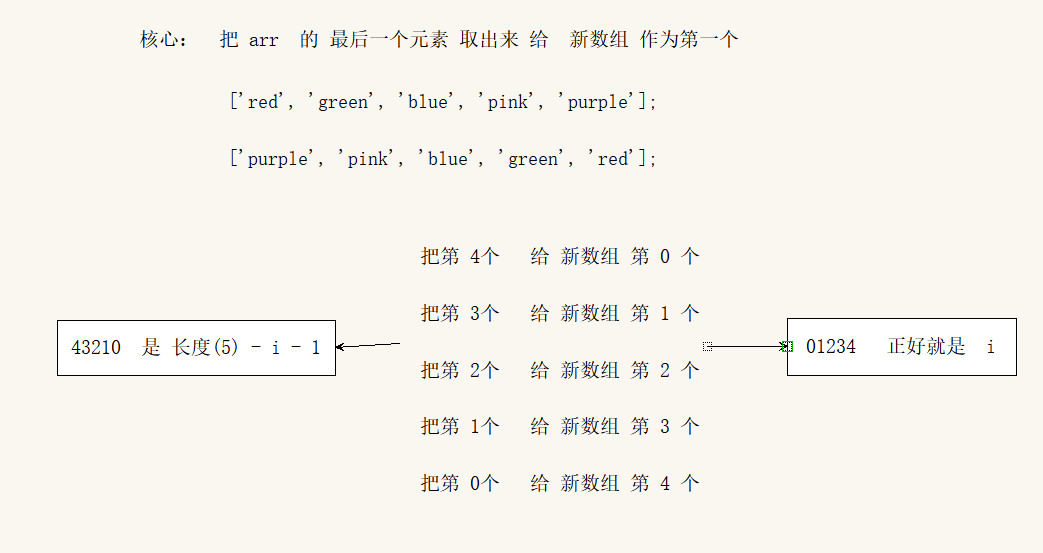 核心： 把 arr 的 最后一个元素 取出来 给 新数组 作为第一个
['red', 'green', 'blue', 'pink', 'purple'];
['purple', 'pink', 'blue', 'green', 'red'];
把第 4个 给 新数组 第 0 个
把第 3个 给 新数组 第 1 个
43210 是 长度(5) - i - 1
01234 正好就是 i
把第 2个 给 新数组 第 2 个
把第 1个 给 新数组 第 3 个
把第 0个 给 新数组 第 4 个